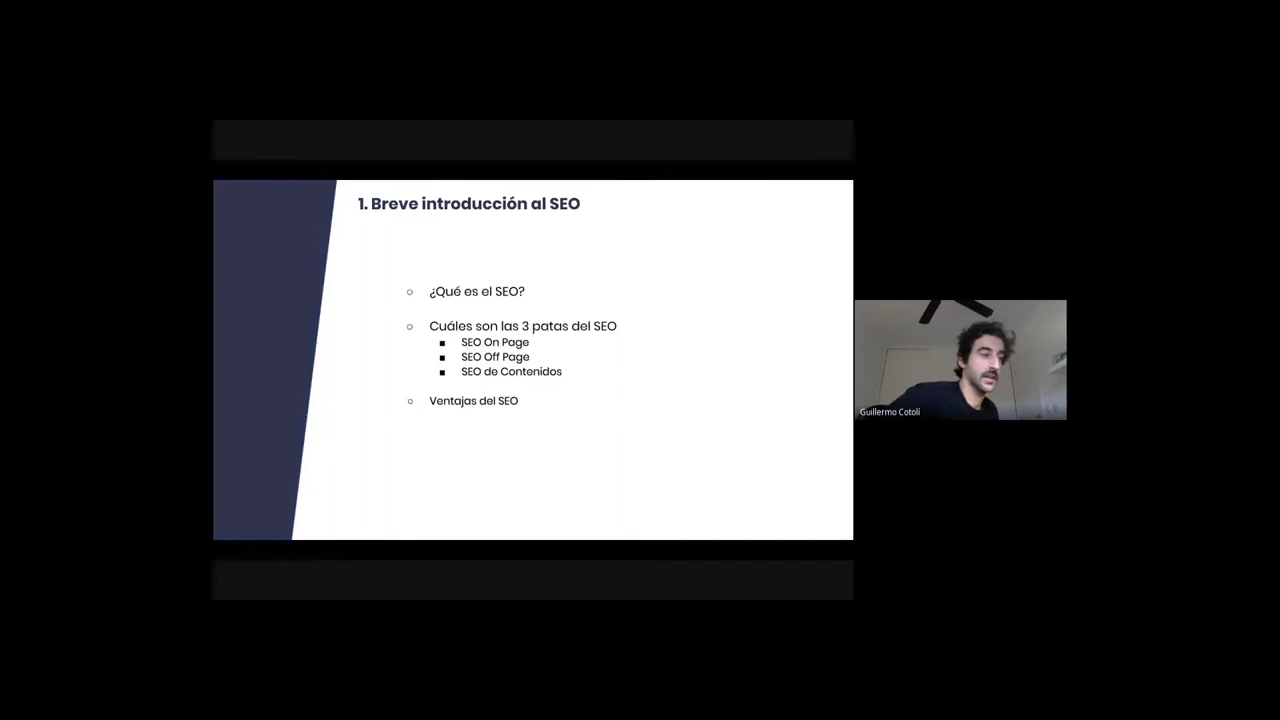 1. Breve introducción al SEO
¿Qué es el SEO?
Cuáles son las 3 patas del SEO
SEO On Page
SEO Off Page
SEO de Contenidos
Ventajas del SEO
Guillermo Cotolí